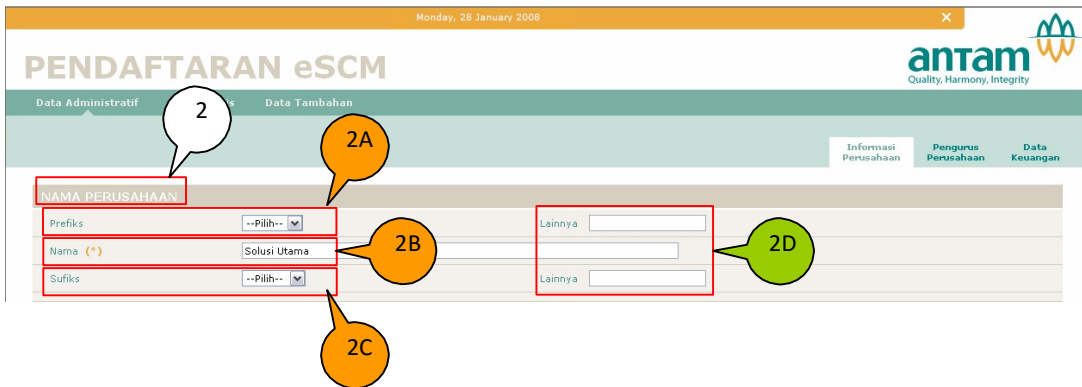 Monday, 28 January 2008
PENDAFTARAN eSCM
antam
Quality, Harmony, Integrity
Data Administratif
Data Tambahan
2
2A
Informasi Perusahaan
Pengurus Perusahaan
Data Keuangan
NAMA PERUSAHAAN
Prefiks --Pilih-- Lainnya
Nama (*) Solusi Utama
2B
2D
Sufiks --Pilih-- Lainnya
2C